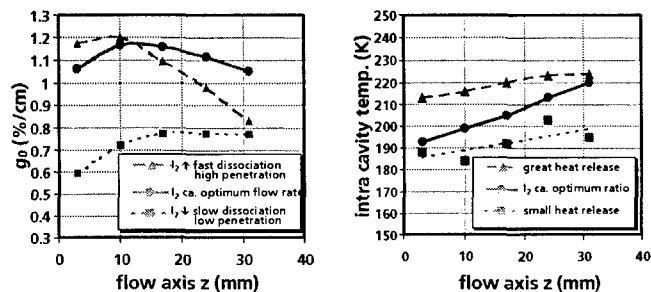 g₀ (%/cm)
1.3
1.2
1.1
1
0.9
0.8
0.7
0.6
0.5
0.4
0.3
I₂ ↑ fast dissociation
high penetration
I₂ ca. optimum flow rate
I₂ ↓ slow dissociation
low penetration
0 10 20 30 40
flow axis z (mm)
intra cavity temp. (K)
250
240
230
220
210
200
190
180
170
160
150
great heat release
I₂ ca. optimum ratio
small heat release
0 10 20 30 40
flow axis z (mm)